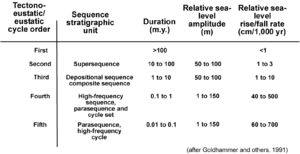 Tectono-
eustatic/
eustatic
cycle order
Sequence
stratigraphic
unit
Duration
(m.y.)
Relative sea-
level
amplitude
(m)
Relative sea-
level
rise/fall rate
(cm/1,000 yr)
First >100 <1
Second Supersequence 10 to 100 50 to 100 1 to 3
Third Depositional sequence 1 to 10 50 to 100 1 to 10
composite sequence
Fourth High-frequency 0.1 to 1 1 to 150 40 to 500
sequence,
parasequence and
cycle set
Fifth Parasequence, 0.01 to 0.1 1 to 150 60 to 700
high-frequency
cycle
(after Goldhammer and others, 1991)